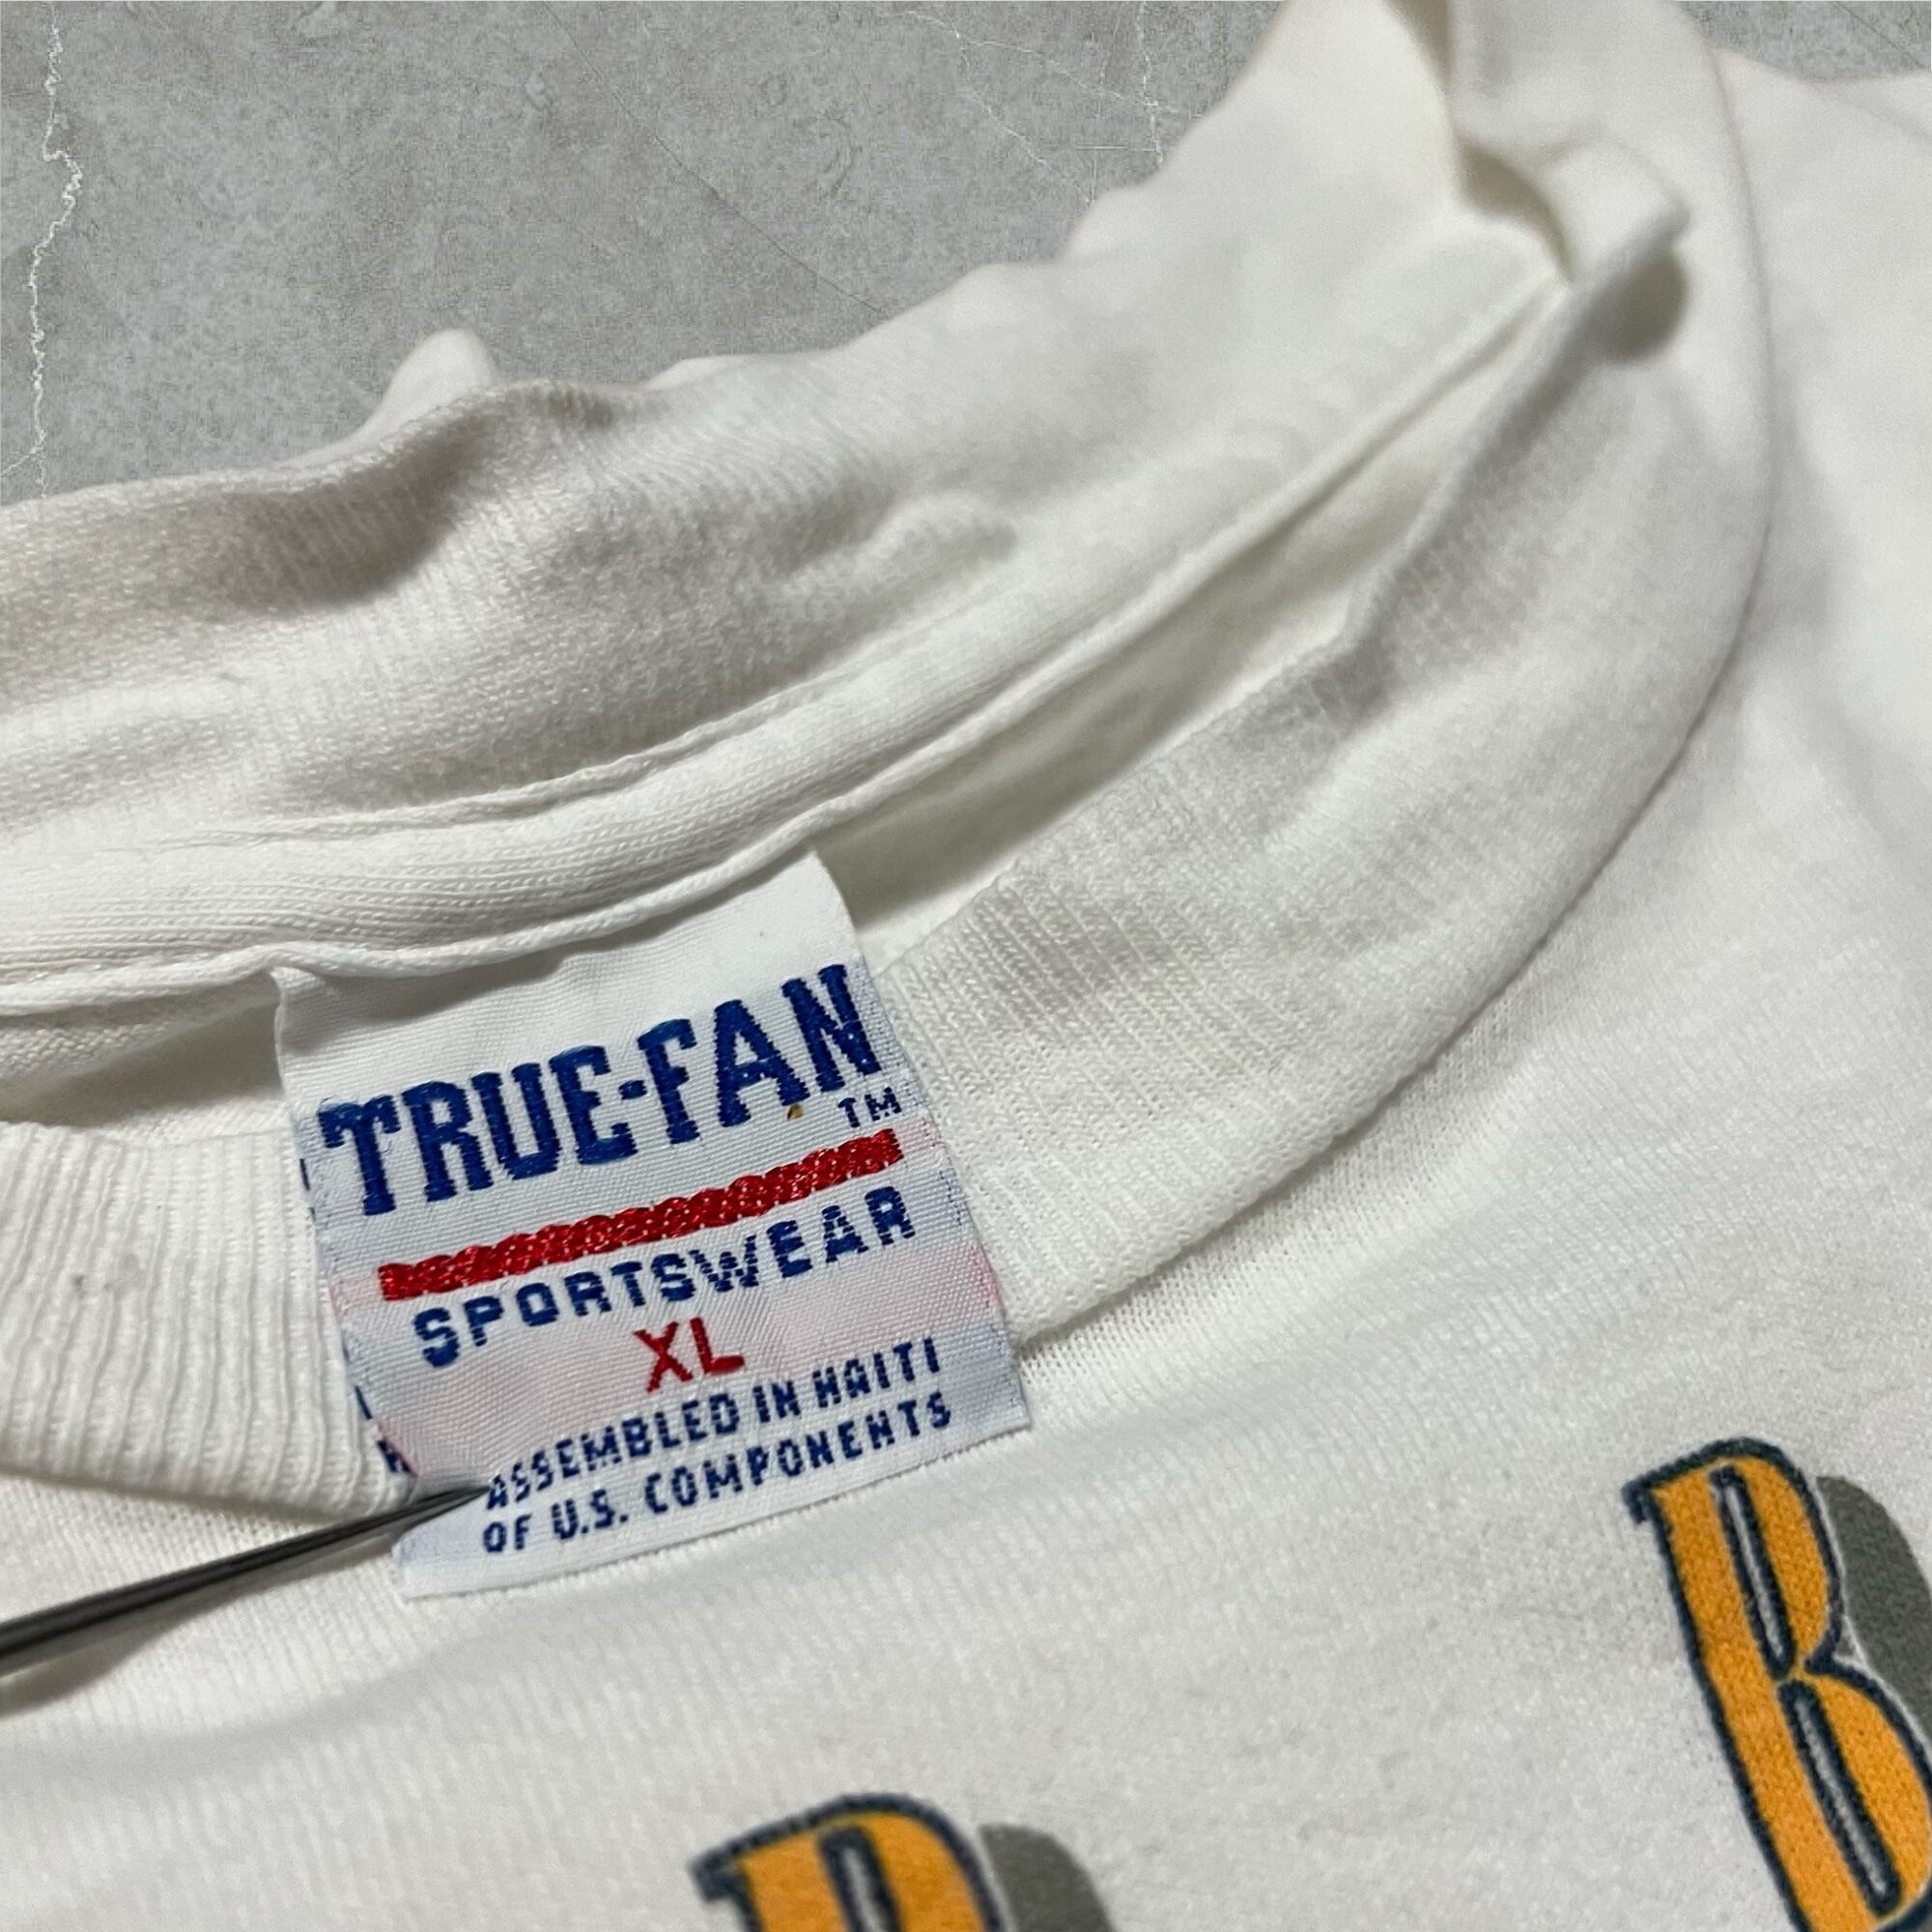 TRUE-FAN
TM
SPORTSWEAR
XL
ASSEMBLED IN HAITI
OF U.S. COMPONENTS
B